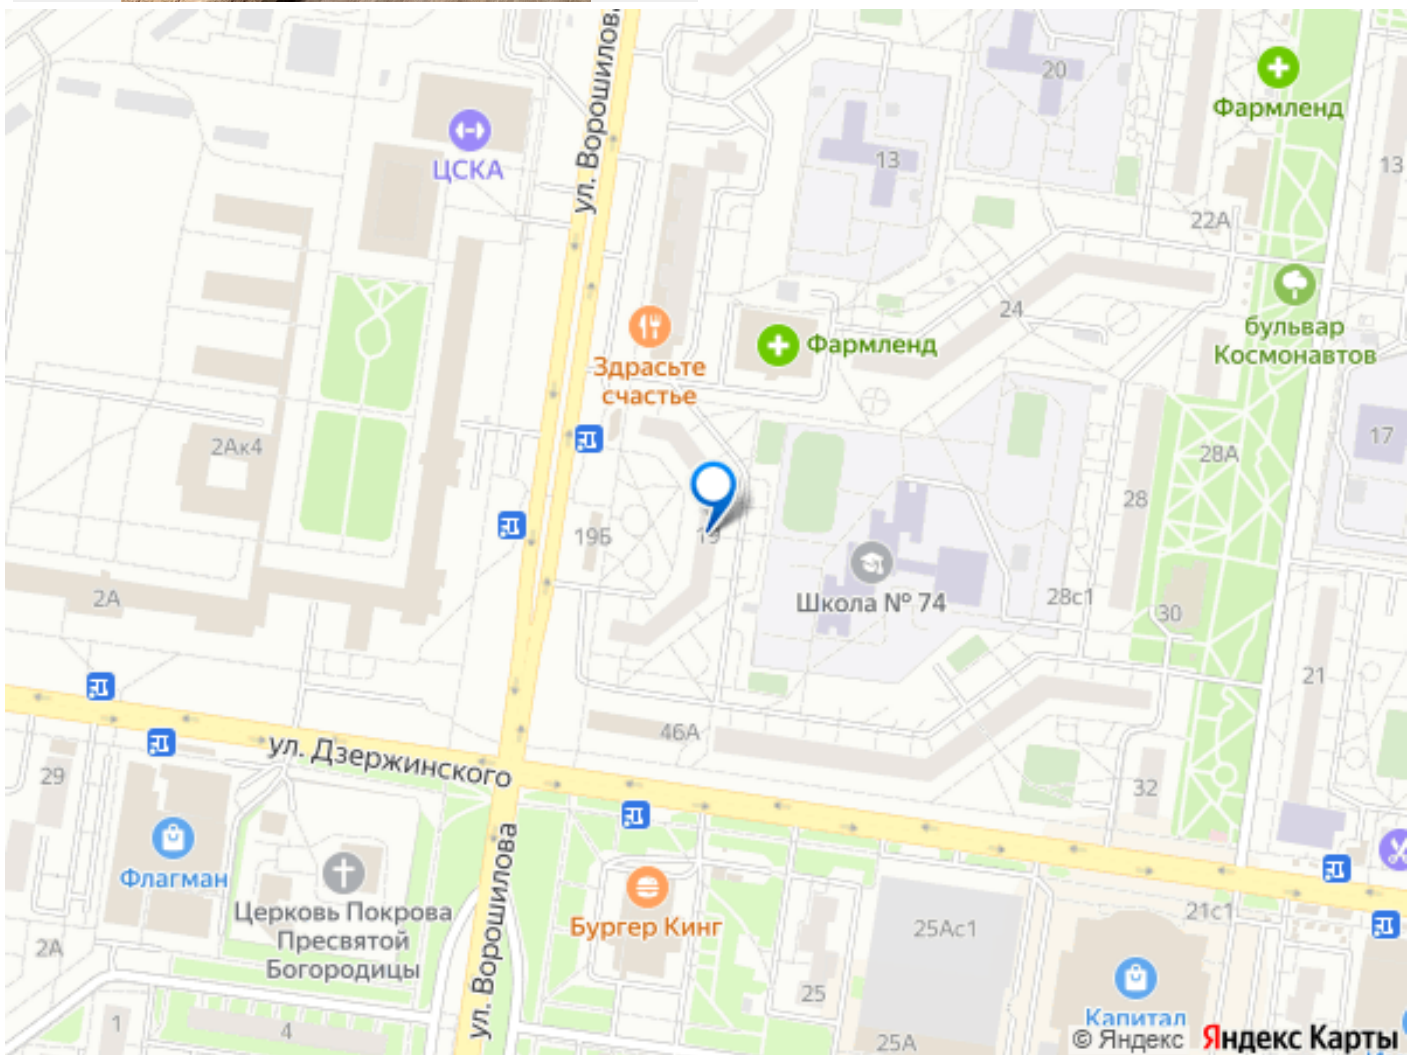 ул. Ворошилова
20
Фармленд
ЦСКА
13
13
22А
24
бульвар
Космонавтов
Фармленд
Здрасьте
счастье
2Ак4
17
28А
28
19Б
19
Школа № 74
28с1
30
2А
21
46А
ул. Дзержинского
29
32
Флагман
ул. Ворошилова
Церковь Покрова
Пресвятой
Богородицы
Бургер Кинг
25Ас1
21с1
2А
25
1
4
25А
Капитал
© Яндекс Яндекс Карты